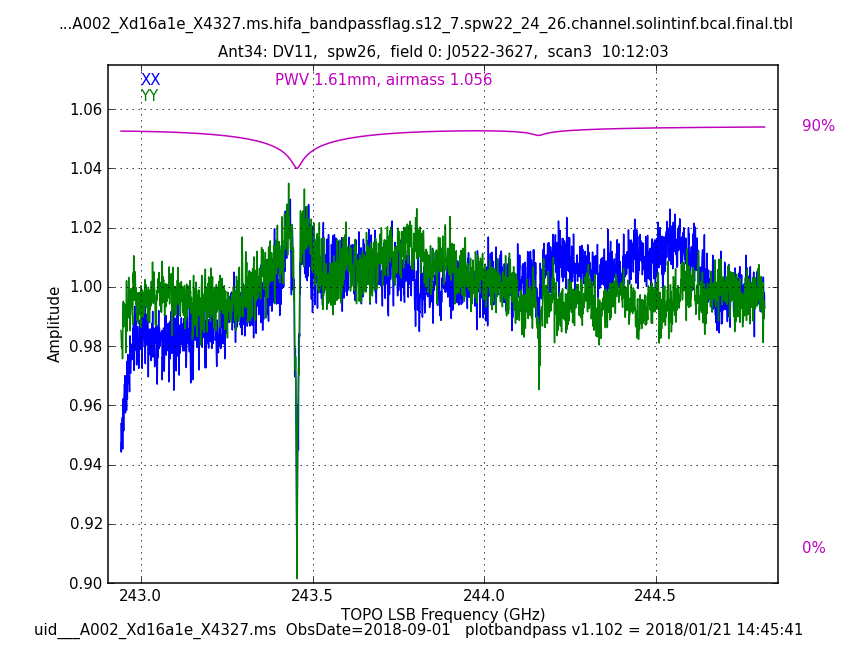 ...A002_Xd16a1e_X4327.ms.hifa_bandpassflag.s12_7.spw22_24_26.channel.solintinf.bcal.final.tbl
Ant34: DV11, spw26, field 0: J0522-3627, scan3 10:12:03
XX
PWV 1.61mm, airmass 1.056
YY
1.06
1.04
1.02
1.00
0.98
0.96
0.94
0.92
0.90
Amplitude
90%
0%
243.0 243.5 244.0 244.5
TOPO LSB Frequency (GHz)
uid___A002_Xd16a1e_X4327.ms ObsDate=2018-09-01 plotbandpass v1.102 = 2018/01/21 14:45:41